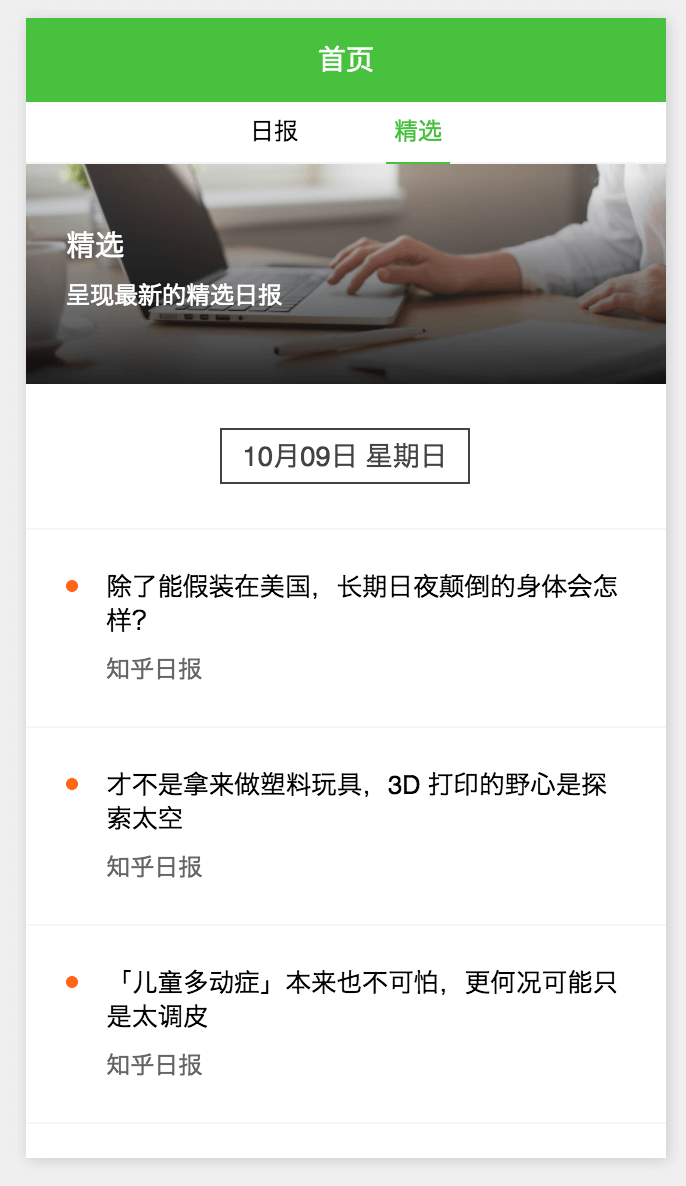 首页
日报 精选
精选
呈现最新的精选日报
10月09日 星期日
除了能假装在美国，长期日夜颠倒的身体会怎
样？
知乎日报
才不是拿来做塑料玩具，3D 打印的野心是探
索太空
知乎日报
「儿童多动症」本来也不可怕，更何况可能只
是太调皮
知乎日报